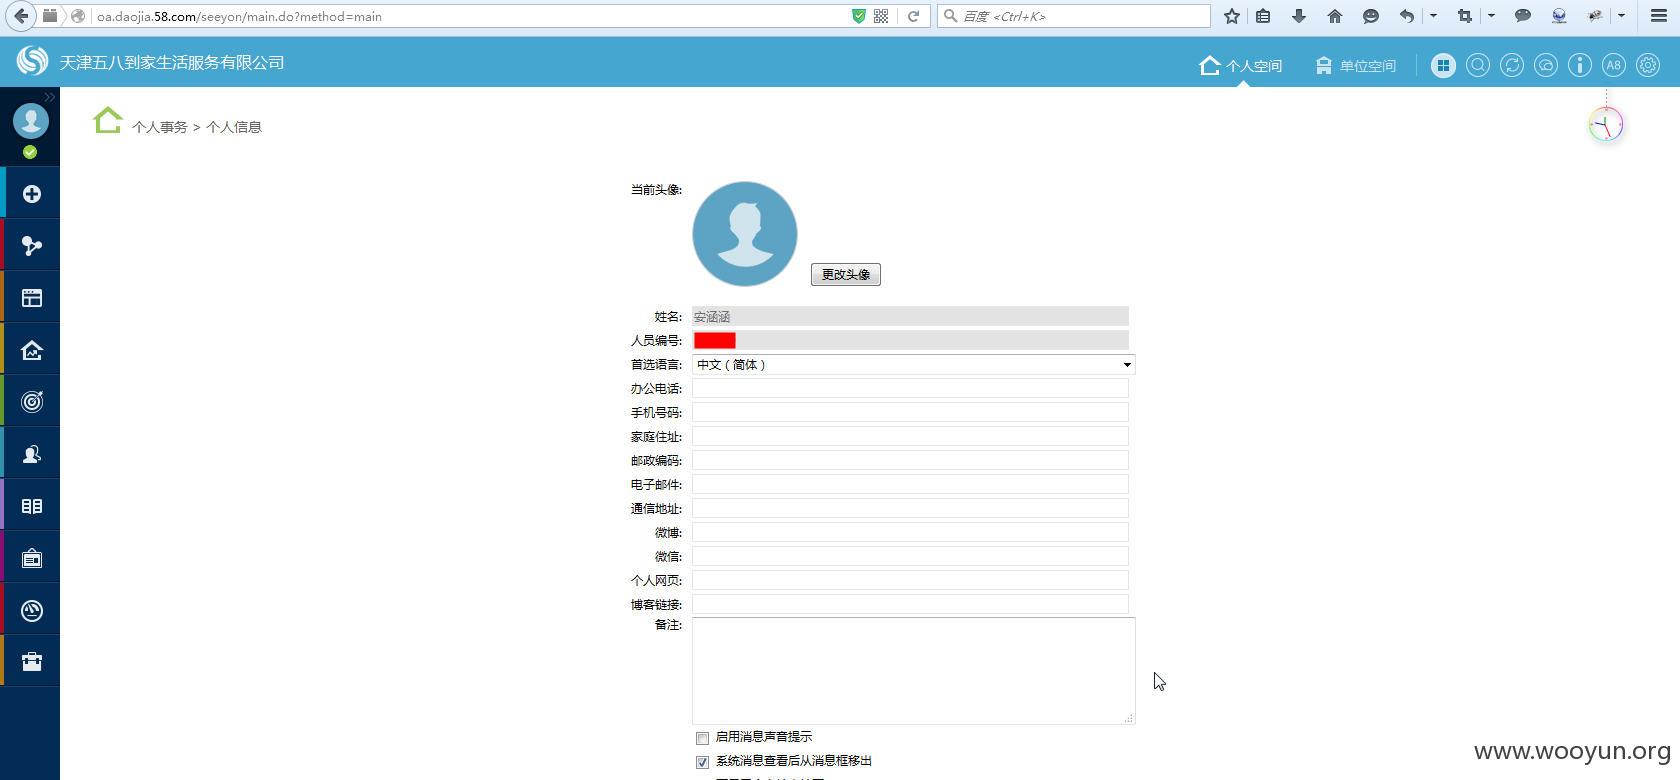 oa.daojia.58.com/seeyon/main.do?method=main
百度 <Ctrl+K>
天津五八到家生活服务有限公司
个人空间
单位空间
A8
个人事务 > 个人信息
当前头像:
更改头像
姓名: 安涵涵
人员编号:
首选语言: 中文（简体）
办公电话:
手机号码:
家庭住址:
邮政编码:
电子邮件:
通信地址:
微博:
微信:
个人网页:
博客链接:
备注:
启用消息声音提示
系统消息查看后从消息框移出
www.wooyun.org